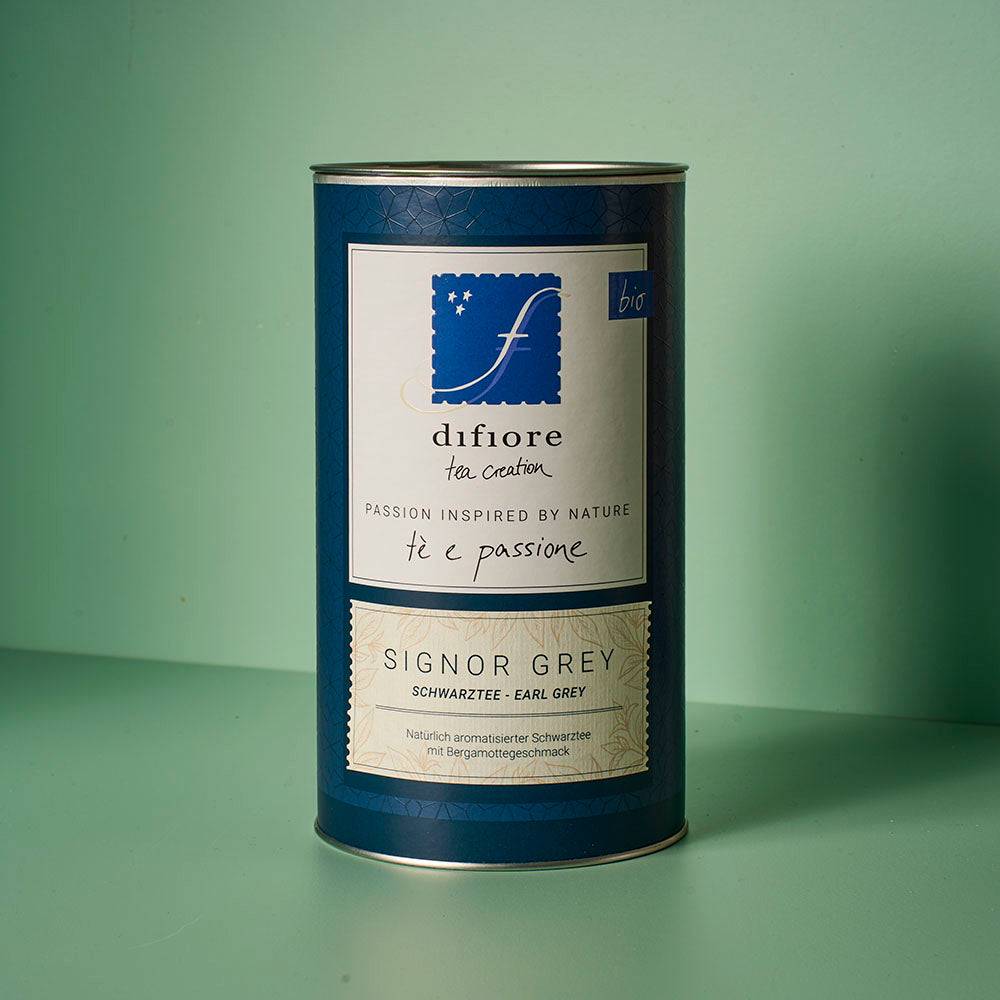 bio
f
difiore
tea creation
PASSION INSPIRED BY NATURE
tè e passione
SIGNOR GREY
SCHWARZTEE - EARL GREY
Natürlich aromatisierter Schwarztee
mit Bergamottegeschmack